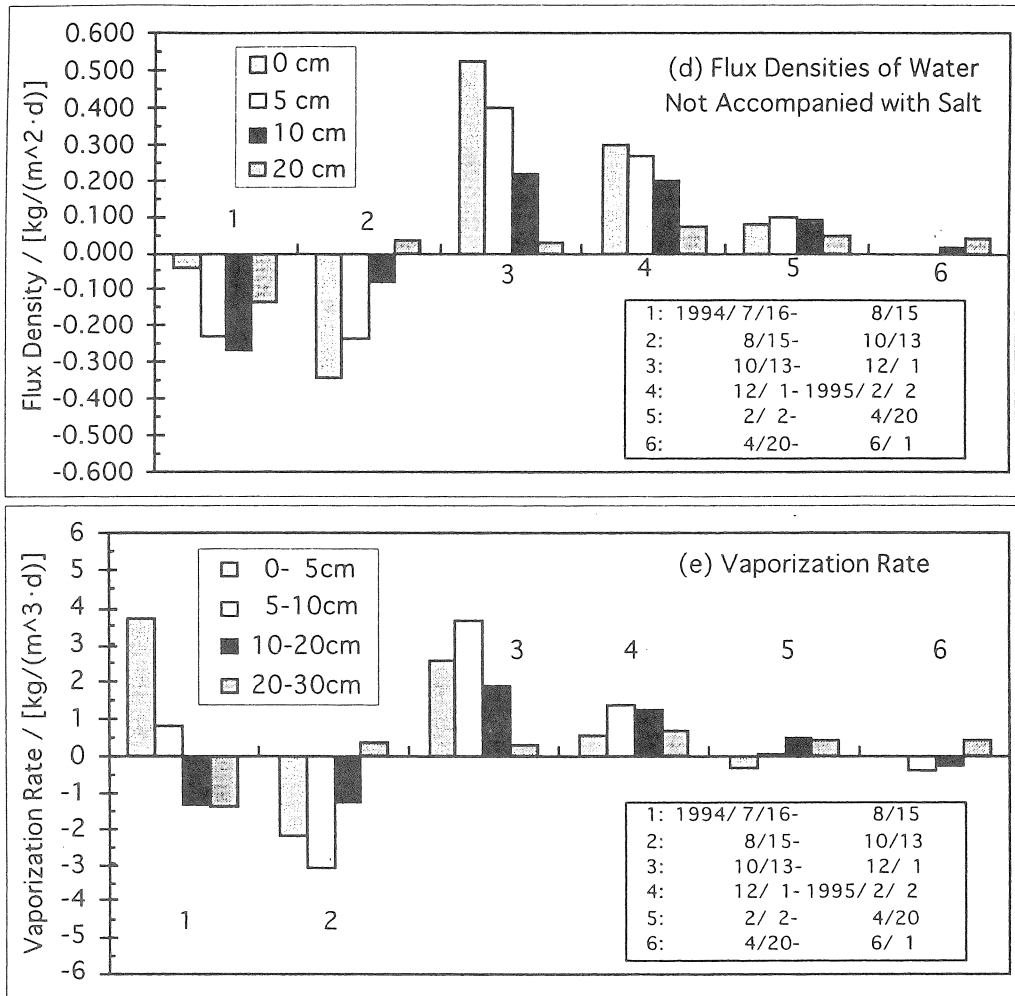 (d) Flux Densities of Water
Not Accompanied with Salt
Flux Density / [kg/(m^2·d)]
0.600
0.500
0.400
0.300
0.200
0.100
0.000
-0.100
-0.200
-0.300
-0.400
-0.500
-0.600
0 cm
5 cm
10 cm
20 cm
1
2
3
4
5
6
1: 1994/ 7/16- 8/15
2: 8/15- 10/13
3: 10/13- 12/ 1
4: 12/ 1- 1995/ 2/ 2
5: 2/ 2- 4/20
6: 4/20- 6/ 1
(e) Vaporization Rate
Vaporization Rate / [kg/(m^3·d)]
6
5
4
3
2
1
0
-1
-2
-3
-4
-5
-6
0- 5cm
5-10cm
10-20cm
20-30cm
1
2
3
4
5
6
1: 1994/ 7/16- 8/15
2: 8/15- 10/13
3: 10/13- 12/ 1
4: 12/ 1- 1995/ 2/ 2
5: 2/ 2- 4/20
6: 4/20- 6/ 1